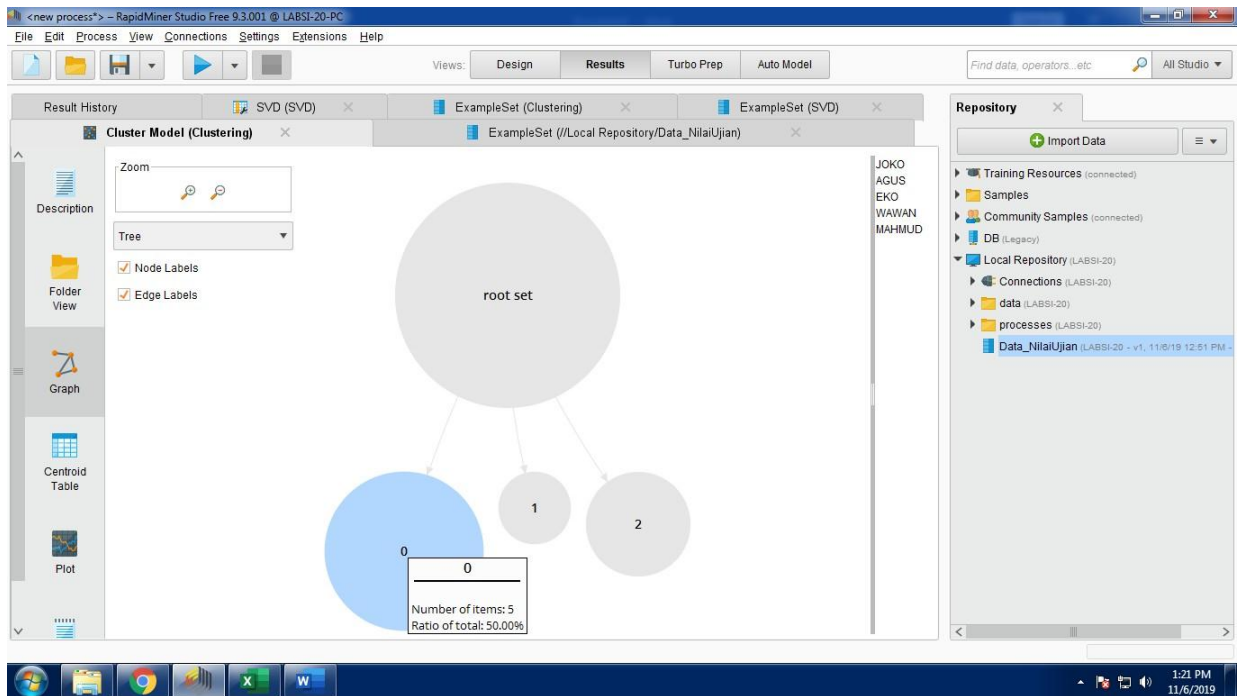 <new process*> – RapidMiner Studio Free 9.3.001 @ LABSI-20-PC
File Edit Process View Connections Settings Extensions Help
Views: Design Results Turbo Prep Auto Model
Find data, operators...etc
All Studio
Result History
SVD (SVD)
ExampleSet (Clustering)
ExampleSet (SVD)
Cluster Model (Clustering)
ExampleSet (//Local Repository/Data_NilaiUjian)
Description
Folder
View
Graph
Centroid
Table
Plot
Zoom
Tree
Node Labels
Edge Labels
root set
0
1
2
0
Number of items: 5
Ratio of total: 50.00%
JOKO
AGUS
EKO
WAWAN
MAHMUD
Repository
Import Data
Training Resources (connected)
Samples
Community Samples (connected)
DB (Legacy)
Local Repository (LABSI-20)
Connections (LABSI-20)
data (LABSI-20)
processes (LABSI-20)
Data_NilaiUjian (LABSI-20 - v1, 11/6/19 12:51 PM -
1:21 PM
11/6/2019